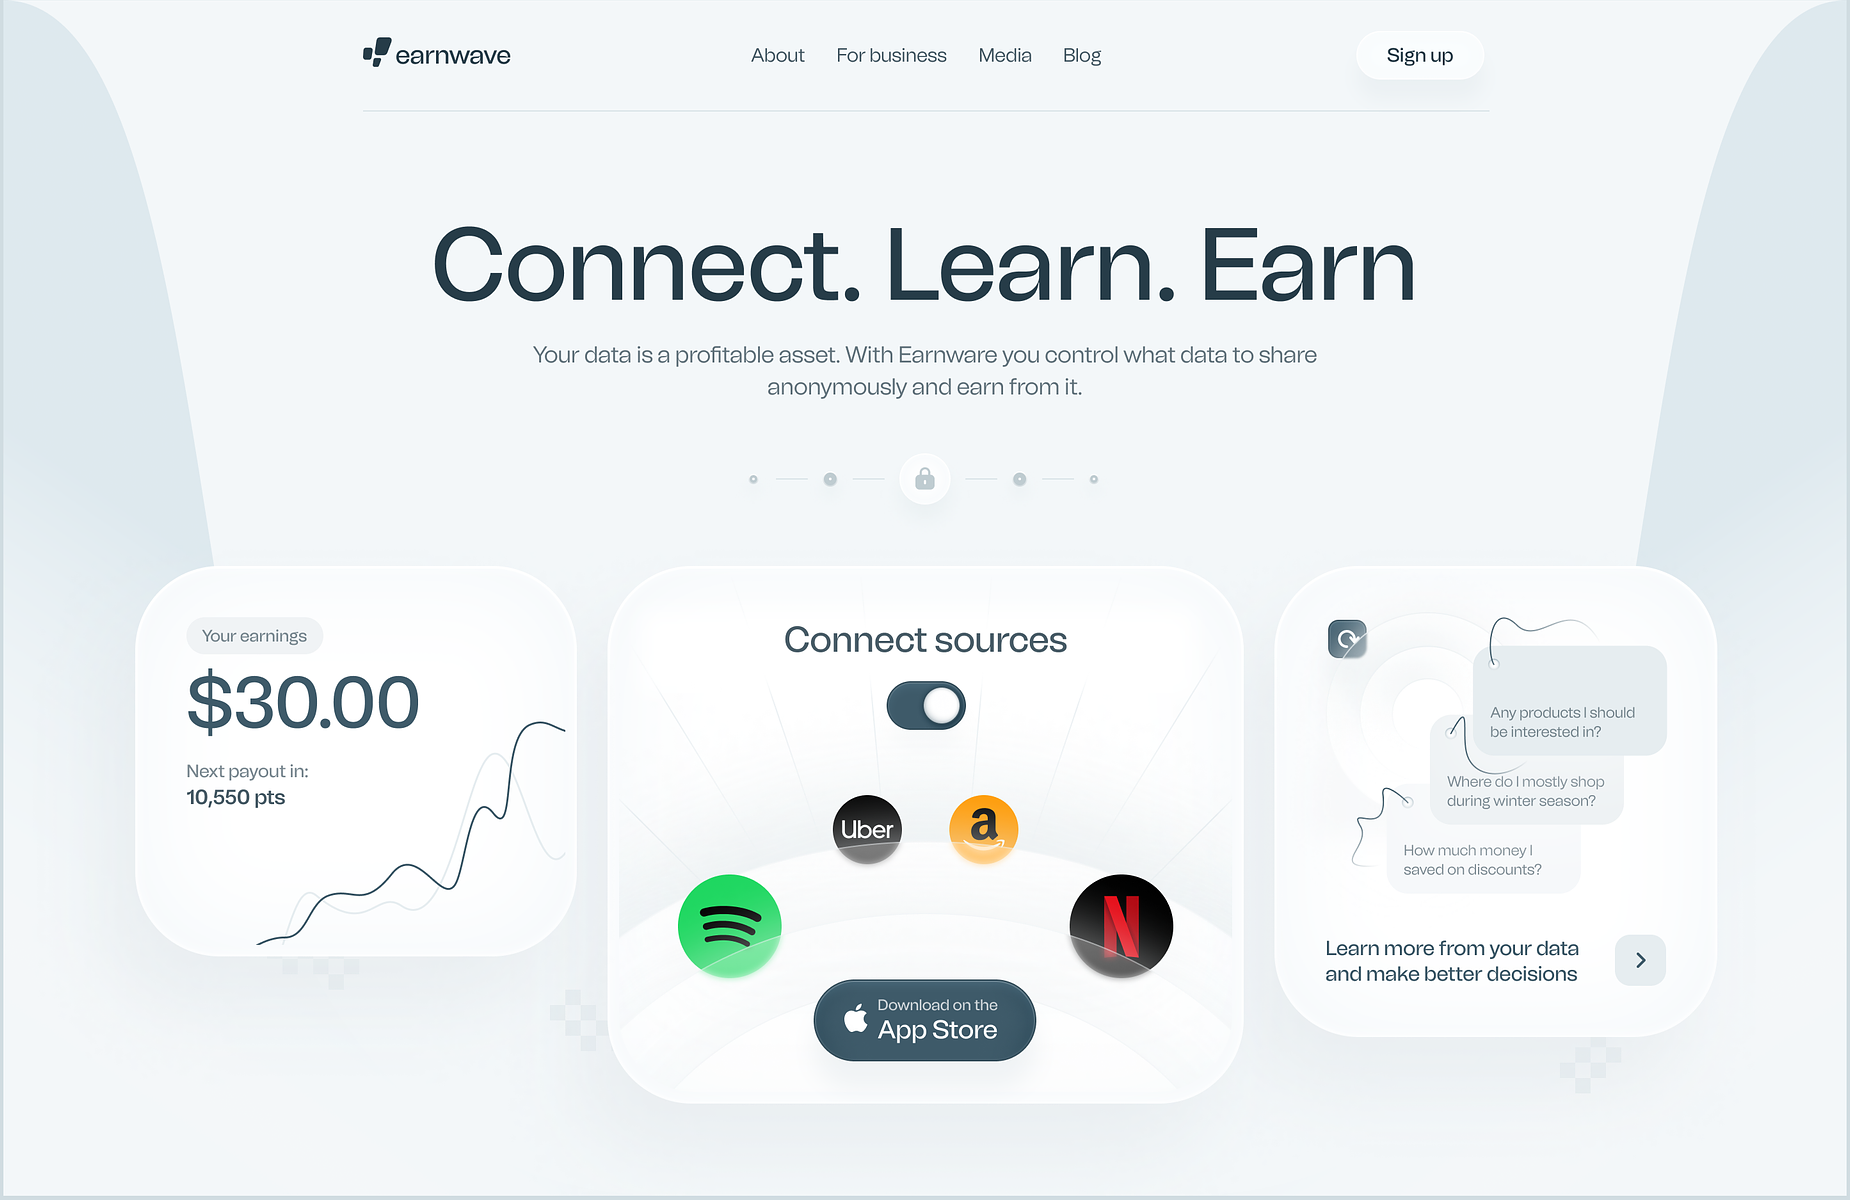 earnwave
About
For business
Media
Blog
Sign up
Connect. Learn. Earn
Your data is a profitable asset. With Earnware you control what data to share
anonymously and earn from it.
Your earnings
$30.00
Next payout in:
10,550 pts
Connect sources
Uber
a
N
Download on the
App Store
Any products I should
be interested in?
Where do I mostly shop
during winter season?
How much money I
saved on discounts?
Learn more from your data
and make better decisions